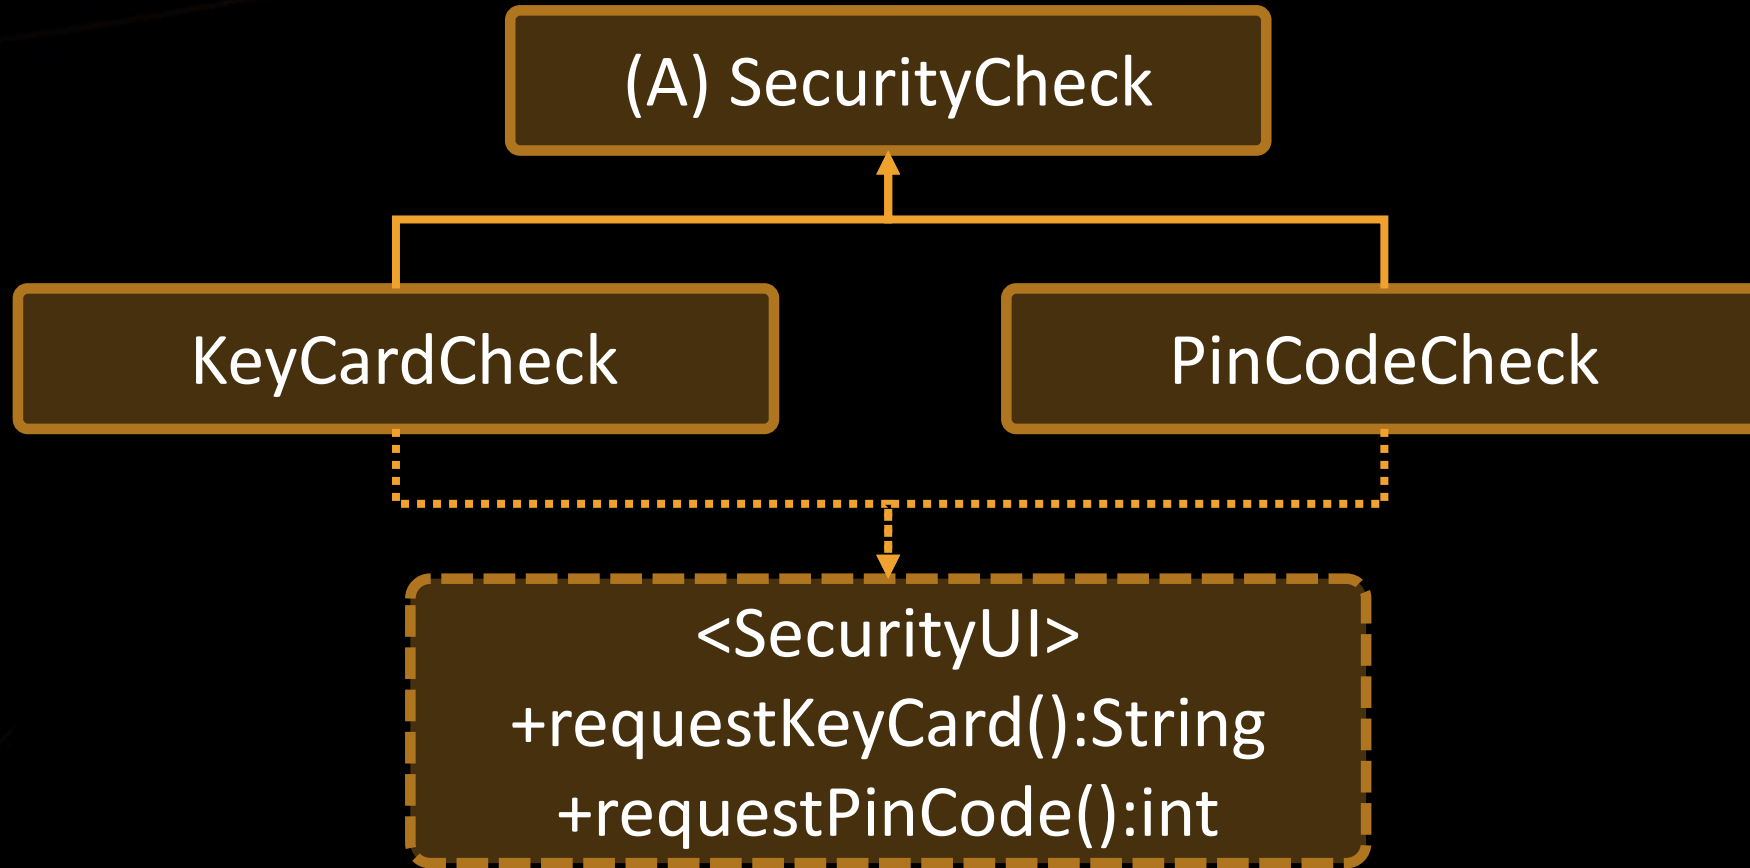 (A) SecurityCheck
KeyCardCheck
PinCodeCheck
<SecurityUI>
+requestKeyCard():String
+requestPinCode():int